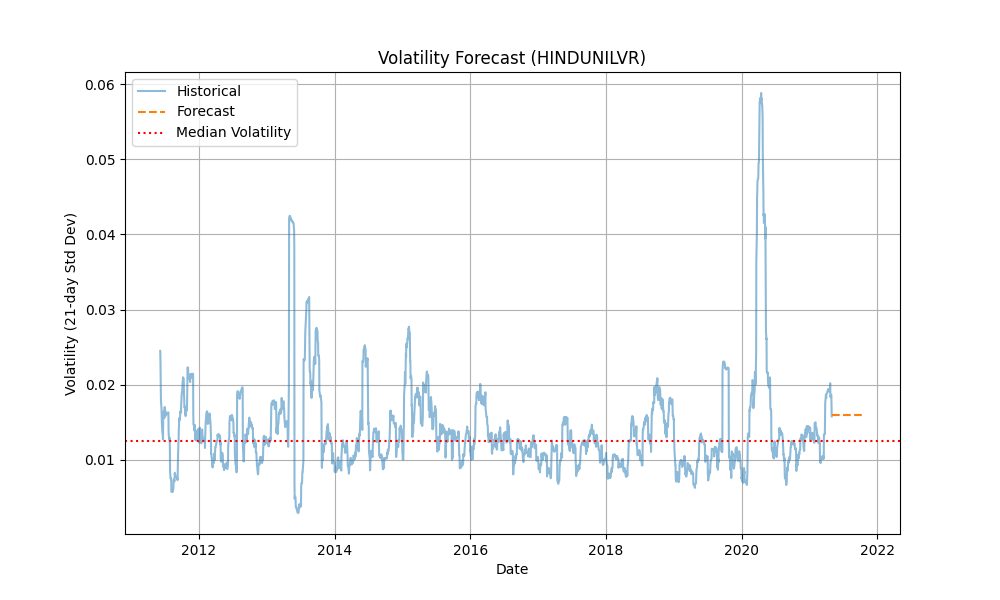 Volatility Forecast (HINDUNILVR)
Historical
Forecast
Median Volatility
0.06
0.05
0.04
0.03
0.02
0.01
Volatility (21-day Std Dev)
2012
2014
2016
2018
2020
2022
Date